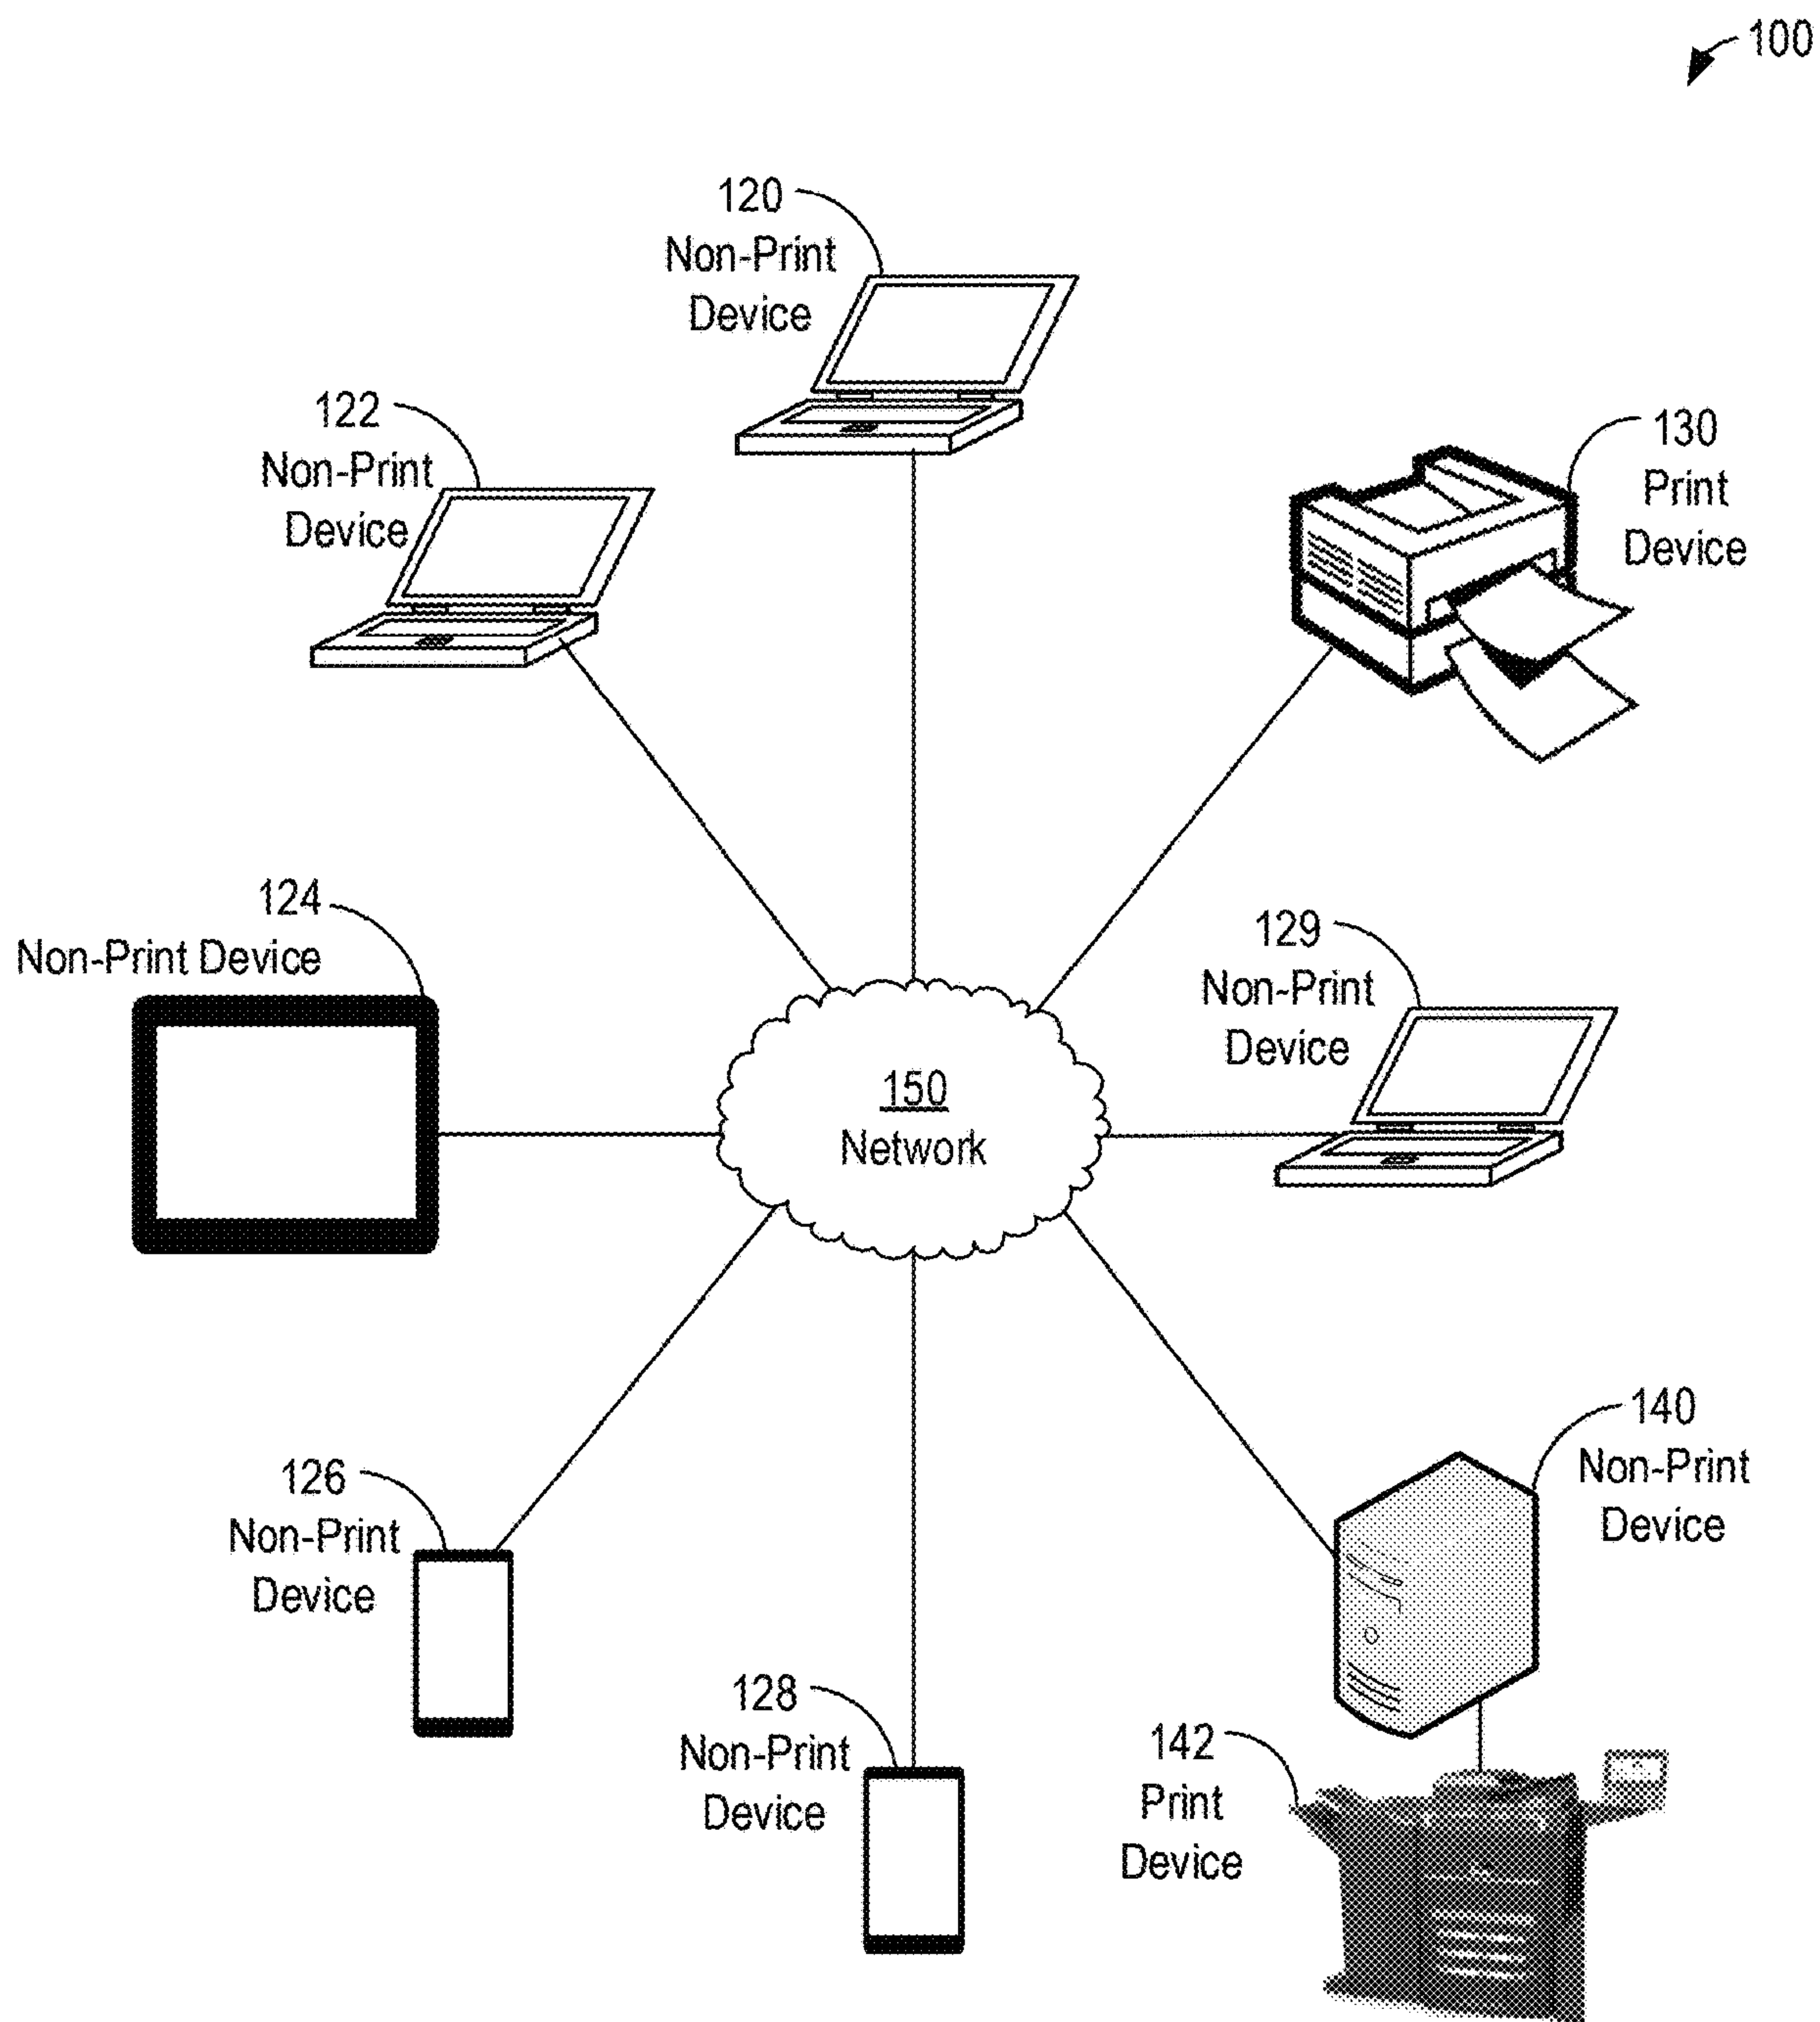 100
120
Non-Print
Device
122
Non-Print
Device
130
Print
Device
124
Non-Print Device
129
Non-Print
Device
150
Network
140
Non-Print
Device
126
Non-Print
Device
128
Non-Print
Device
142
Print
Device